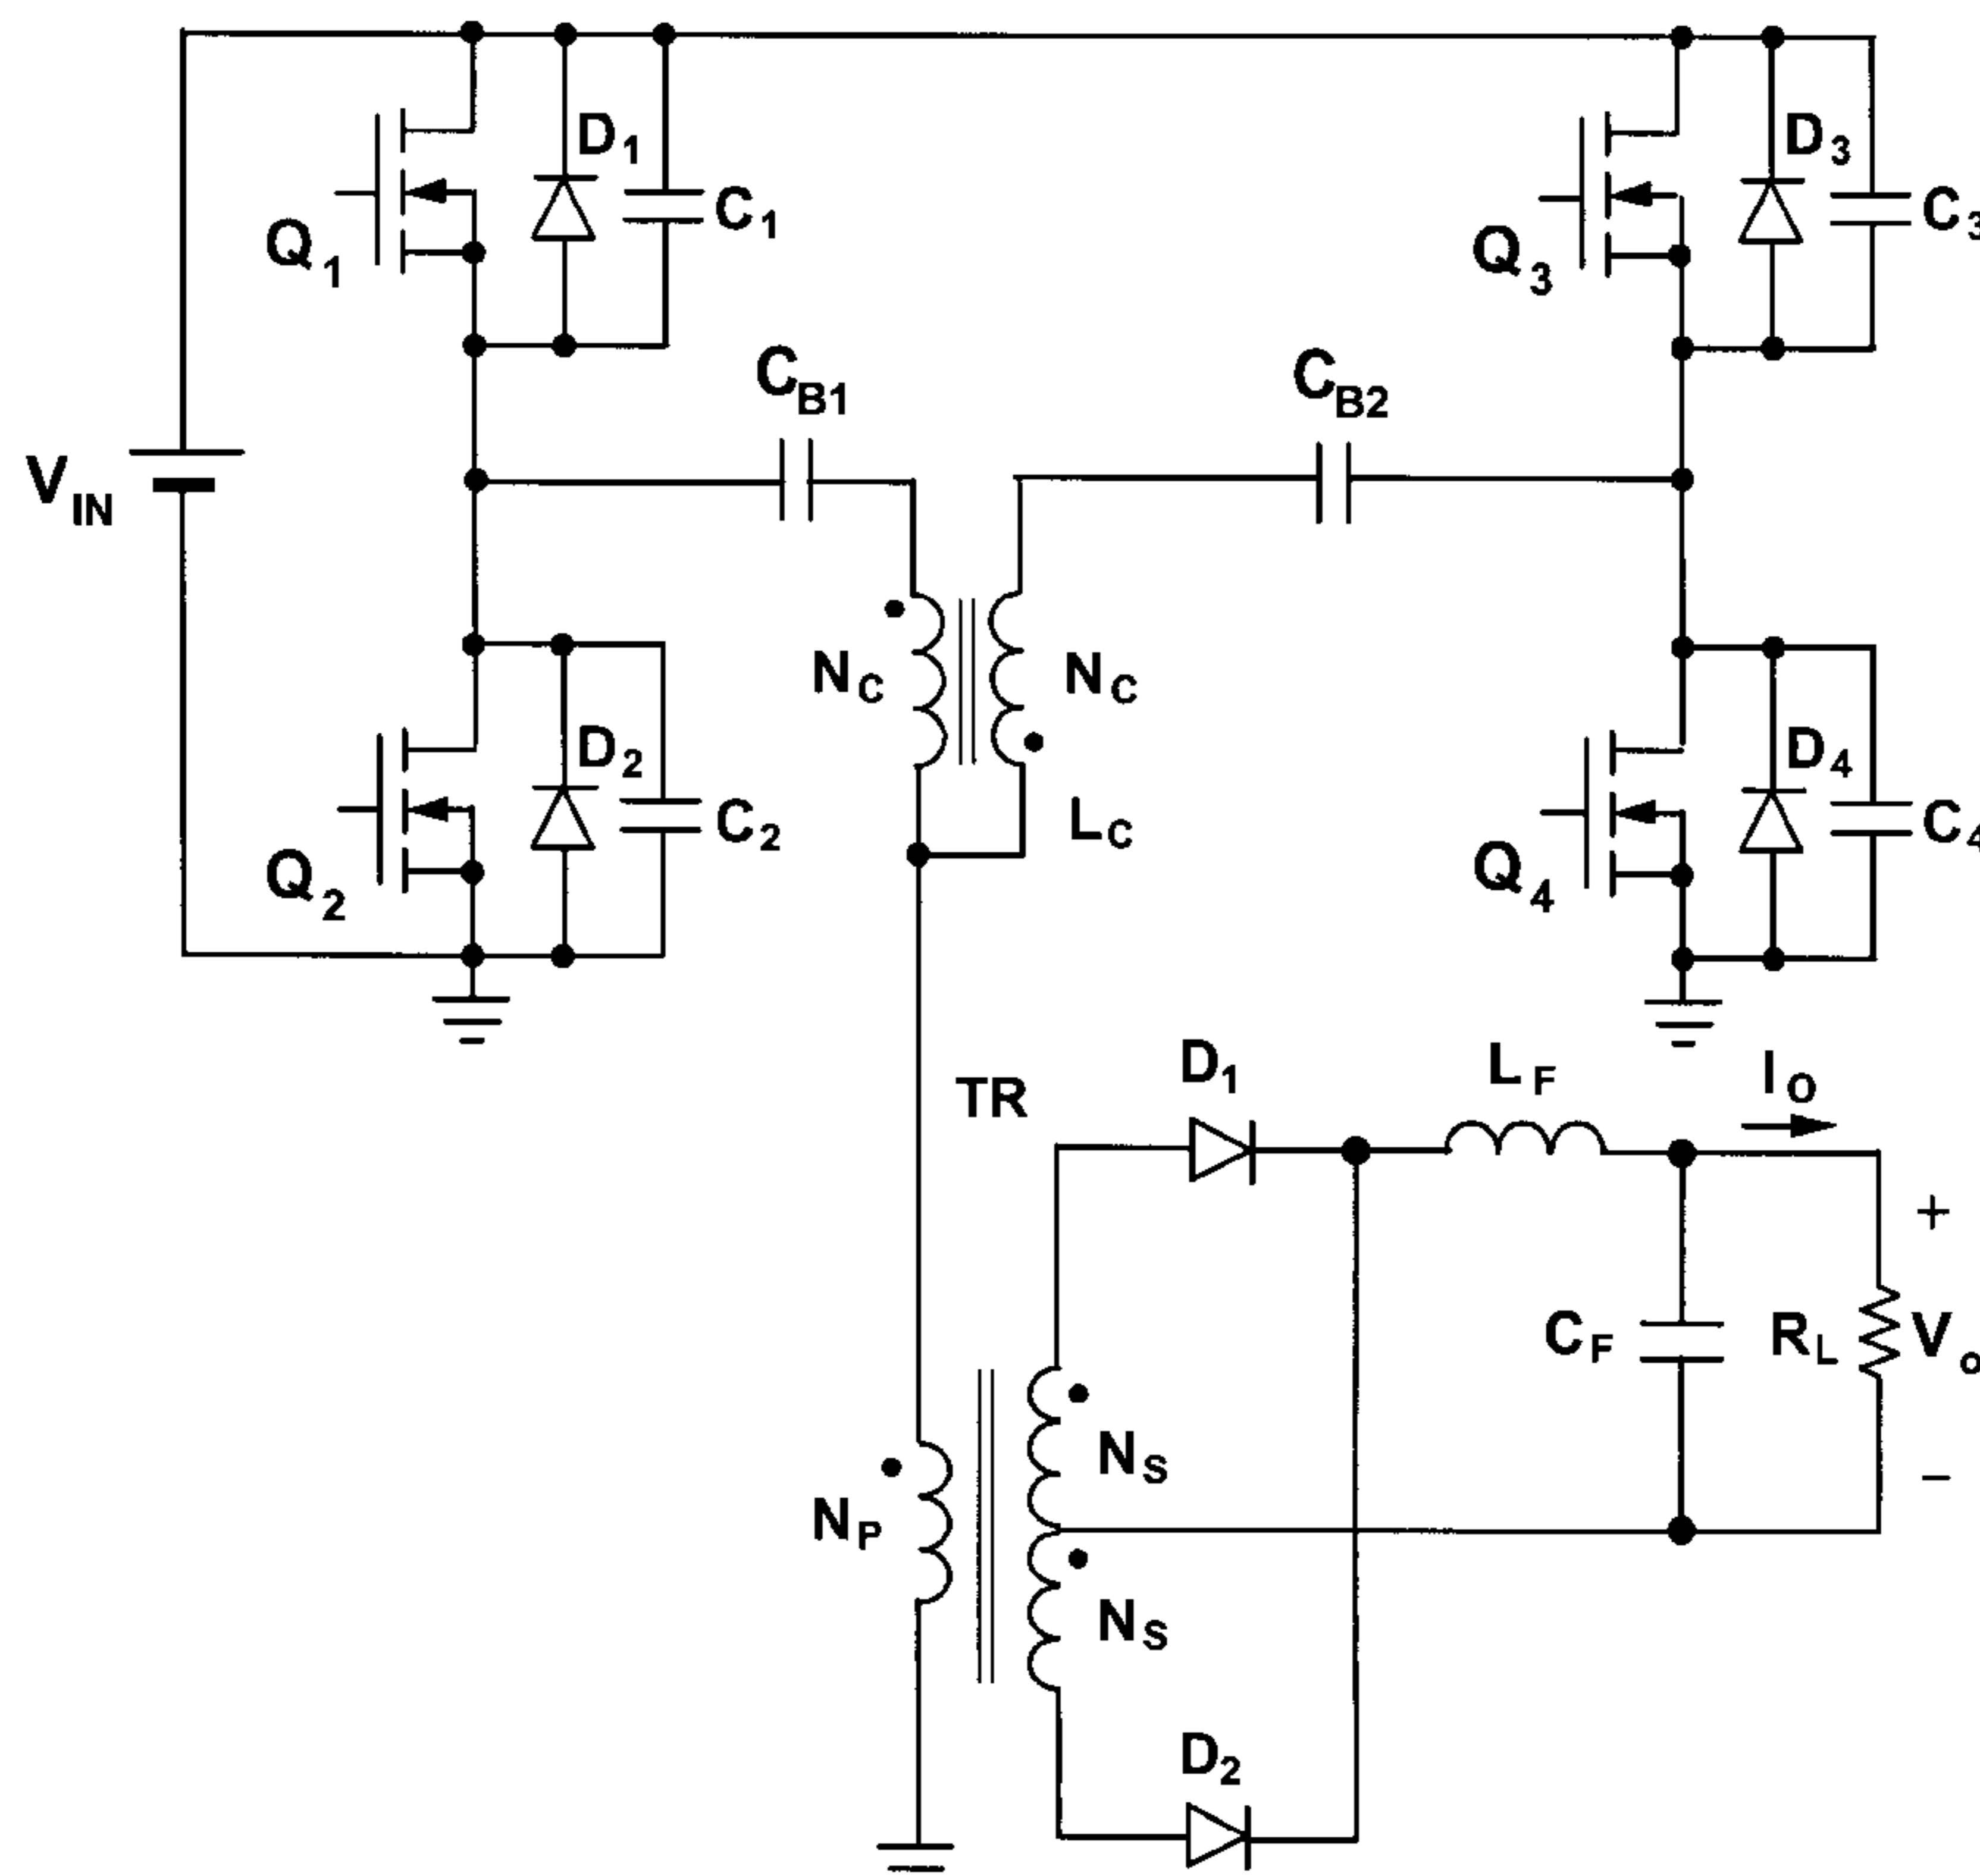 D1
D3
C1
C3
Q1
Q3
CB1
CB2
VIN
NC
NC
D2
D4
C2
LC
C4
Q2
Q4
D1
LF
IO
TR
+
CF
RL
Vo
NS
−
NP
NS
D2